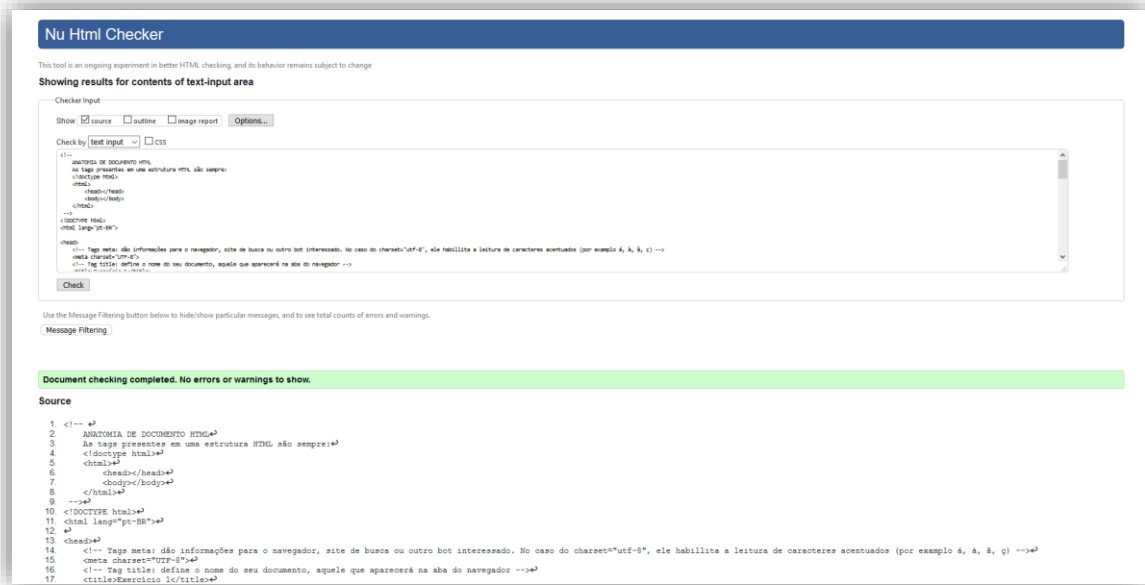 Nu Html Checker
This tool is an ongoing experiment in better HTML checking, and its behavior remains subject to change
Showing results for contents of text-input area
Checker Input
Show source outline image report Options...
Check by text input CSS
<!--
ANATOMIA DE DOCUMENTO HTML
As tags presentes em uma estrutura HTML são sempre:
<!doctype html>
<html>
<head></head>
<body></body>
</html>
-->
<!DOCTYPE html>
<html lang="pt-BR">
<head>
<!-- Tags meta: dão informações para o navegador, site de busca ou outro bot interessado. No caso do charset="utf-8", ele habillita a leitura de caracteres acentuados (por exemplo á, à, ã, ç) -->
<meta charset="UTF-8">
<!-- Tag title: define o nome do seu documento, aquele que aparecerá na aba do navegador -->
Check
Use the Message Filtering button below to hide/show particular messages, and to see total counts of errors and warnings.
Message Filtering
Document checking completed. No errors or warnings to show.
Source
1. <!-- ↩
2. ANATOMIA DE DOCUMENTO HTML↩
3. As tags presentes em uma estrutura HTML são sempre:↩
4. <!doctype html>↩
5. <html>↩
6. <head></head>↩
7. <body></body>↩
8. </html>↩
9. -->↩
10. <!DOCTYPE html>↩
11. <html lang="pt-BR">↩
12. ↩
13. <head>↩
14. <!-- Tags meta: dão informações para o navegador, site de busca ou outro bot interessado. No caso do charset="utf-8", ele habillita a leitura de caracteres acentuados (por exemplo á, à, ã, ç) -->↩
15. <meta charset="UTF-8">↩
16. <!-- Tag title: define o nome do seu documento, aquele que aparecerá na aba do navegador -->↩
17. <title>Exercício 1</title>↩